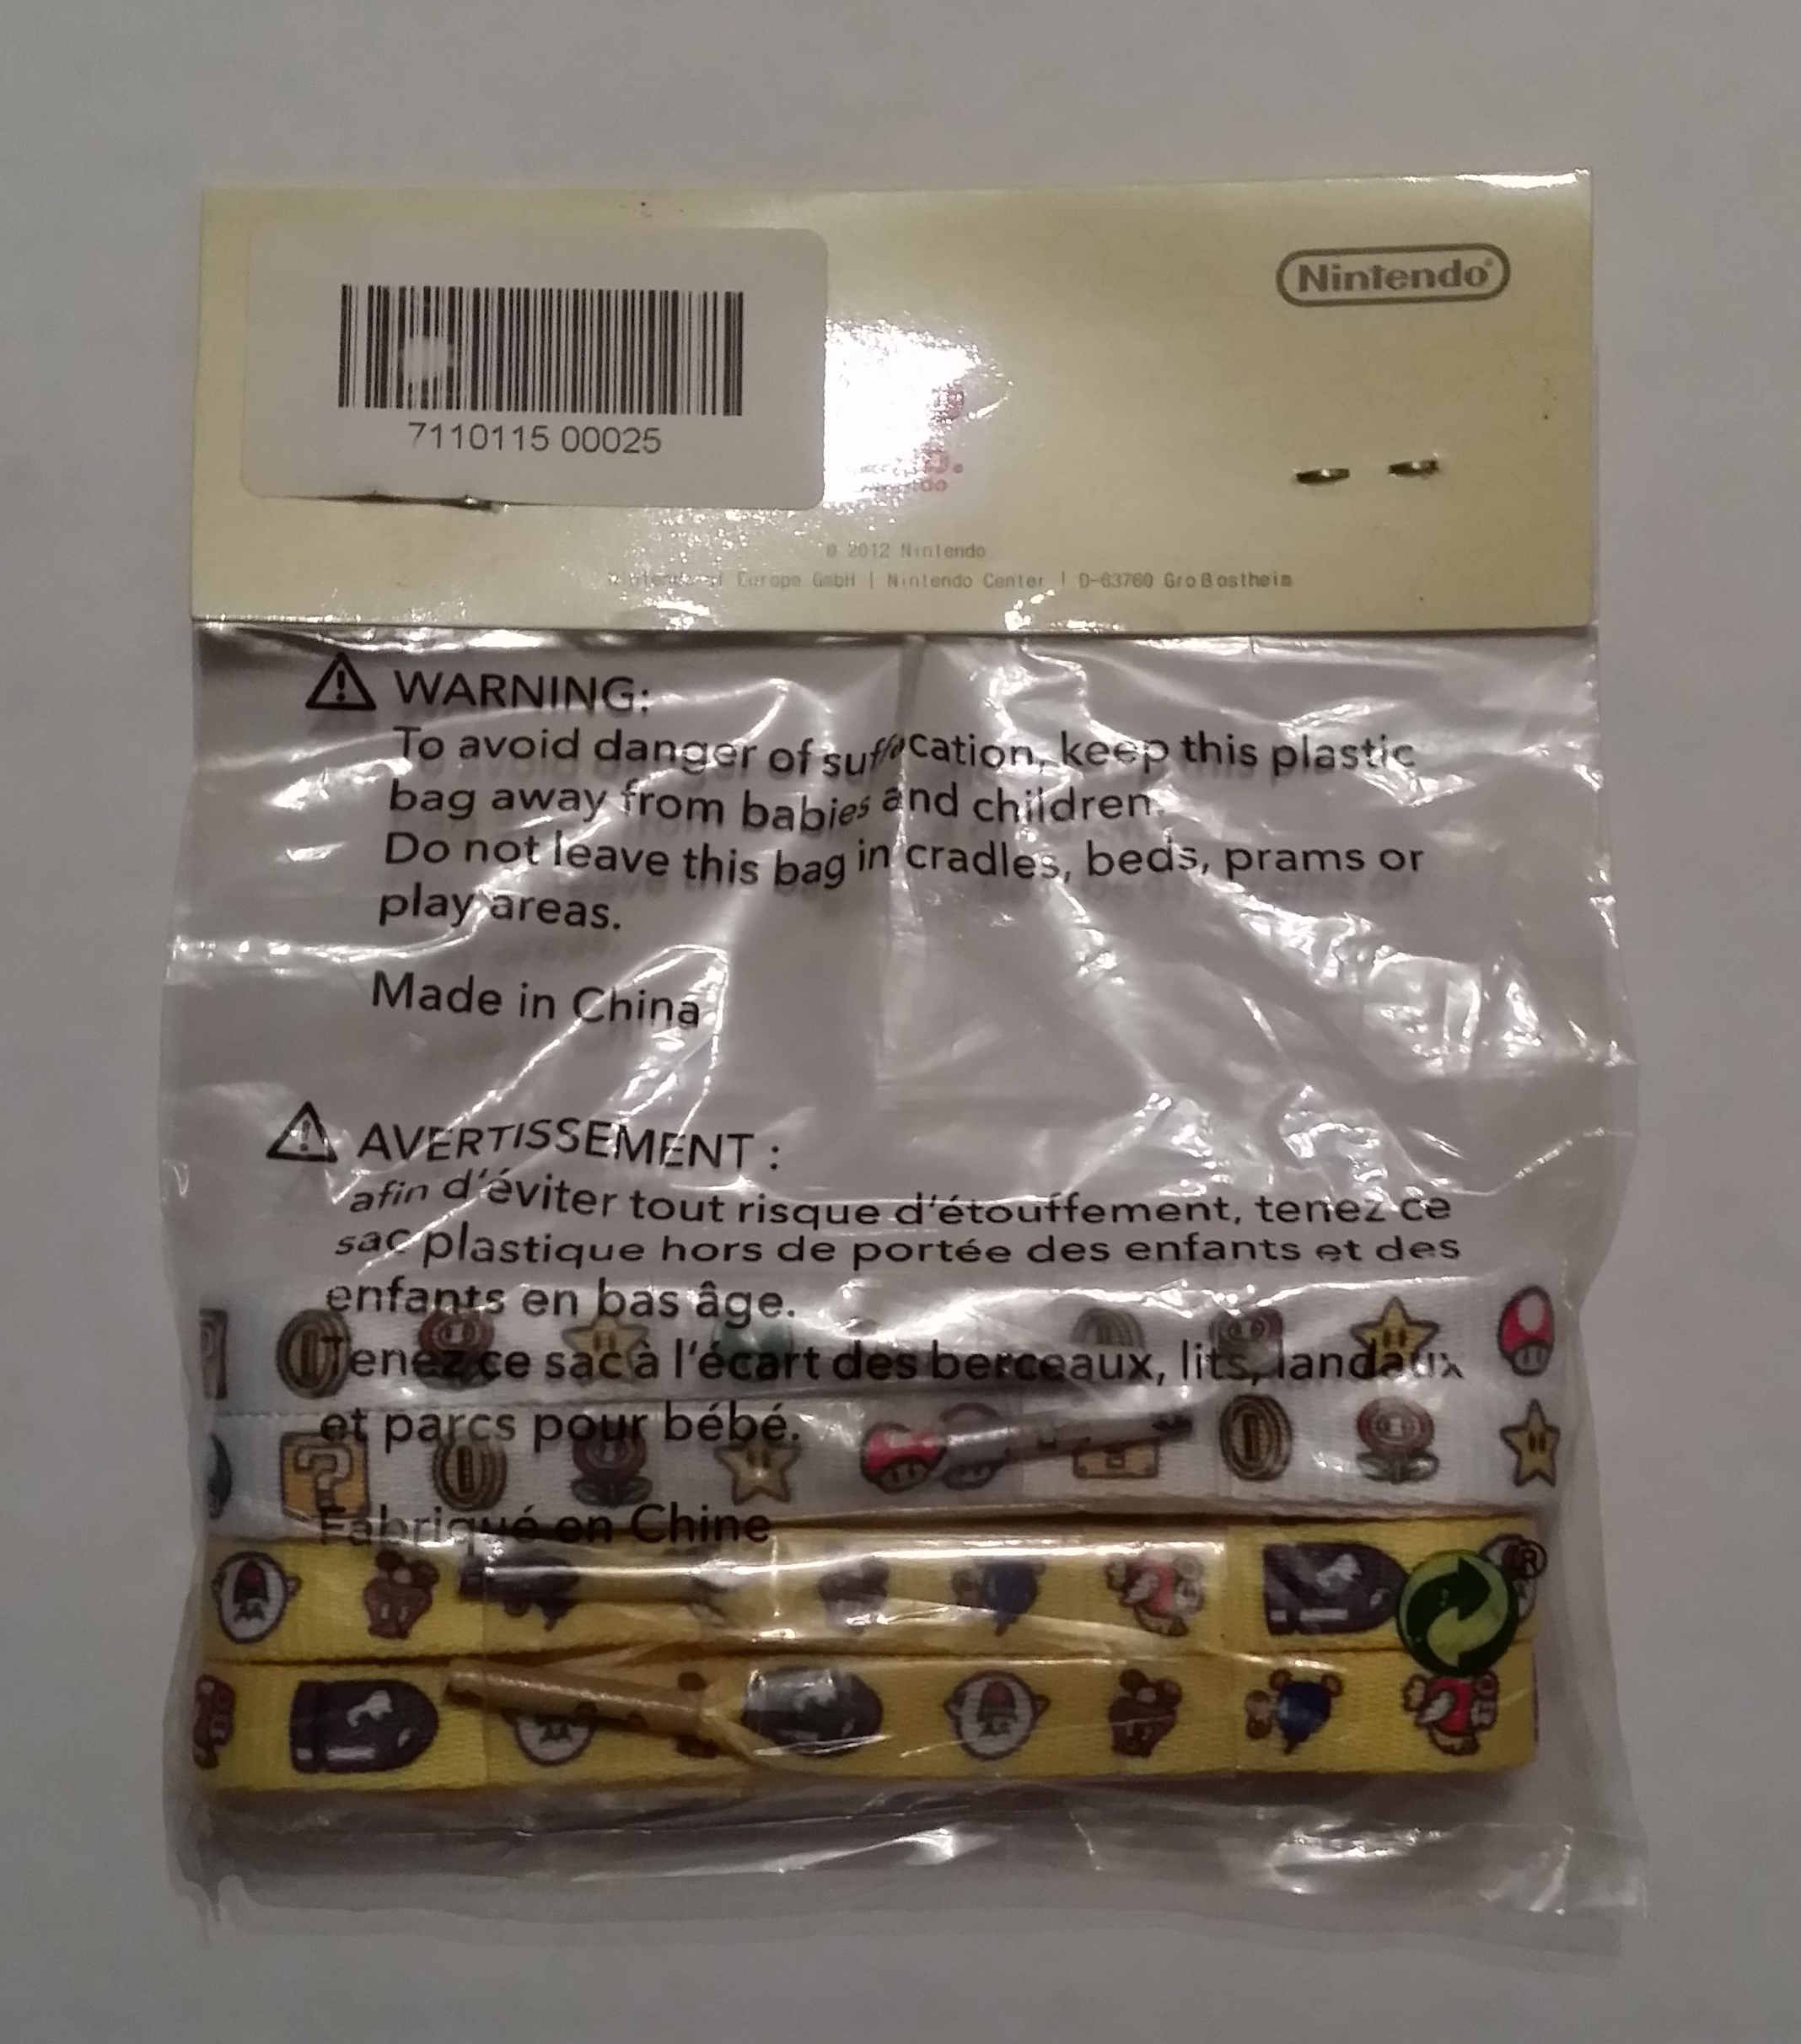 Nintendo®
7110115 00025
© 2012 Nintendo
Europe GmbH | Nintendo Center | D-63760 Großostheim
WARNING:
To avoid danger of suffocation, keep this plastic
bag away from babies and children.
Do not leave this bag in cradles, beds, prams or
play areas.
Made in China
AVERTISSEMENT :
afin d'éviter tout risque d'étouffement, tenez ce
sac plastique hors de portée des enfants et des
enfants en bas âge.
Tenez ce sac à l'écart des berceaux, lits, landaux
et parcs pour bébé.
Fabriqué en Chine
?
®